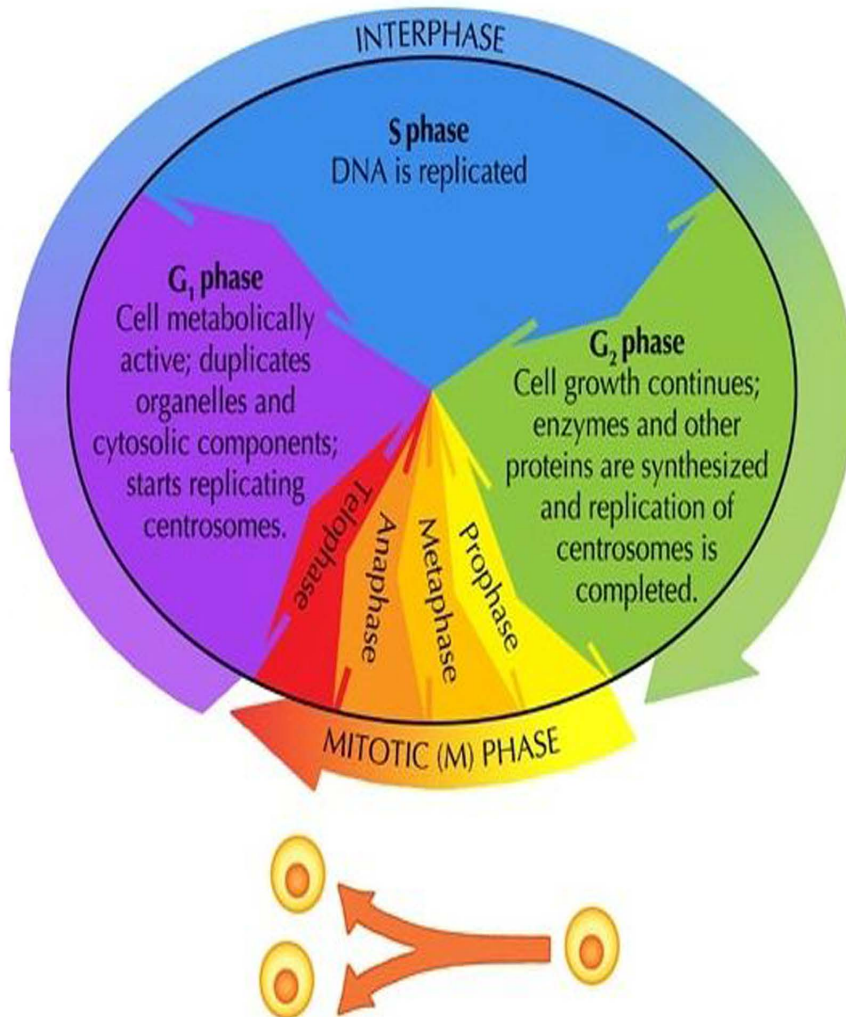 INTERPHASE
S phase
DNA is replicated
G₁ phase
Cell metabolically
active; duplicates
organelles and
cytosolic components;
starts replicating
centrosomes.
G₂ phase
Cell growth continues;
enzymes and other
proteins are synthesized
and replication of
centrosomes is
completed.
Telophase
Anaphase
Metaphase
Prophase
MITOTIC (M) PHASE